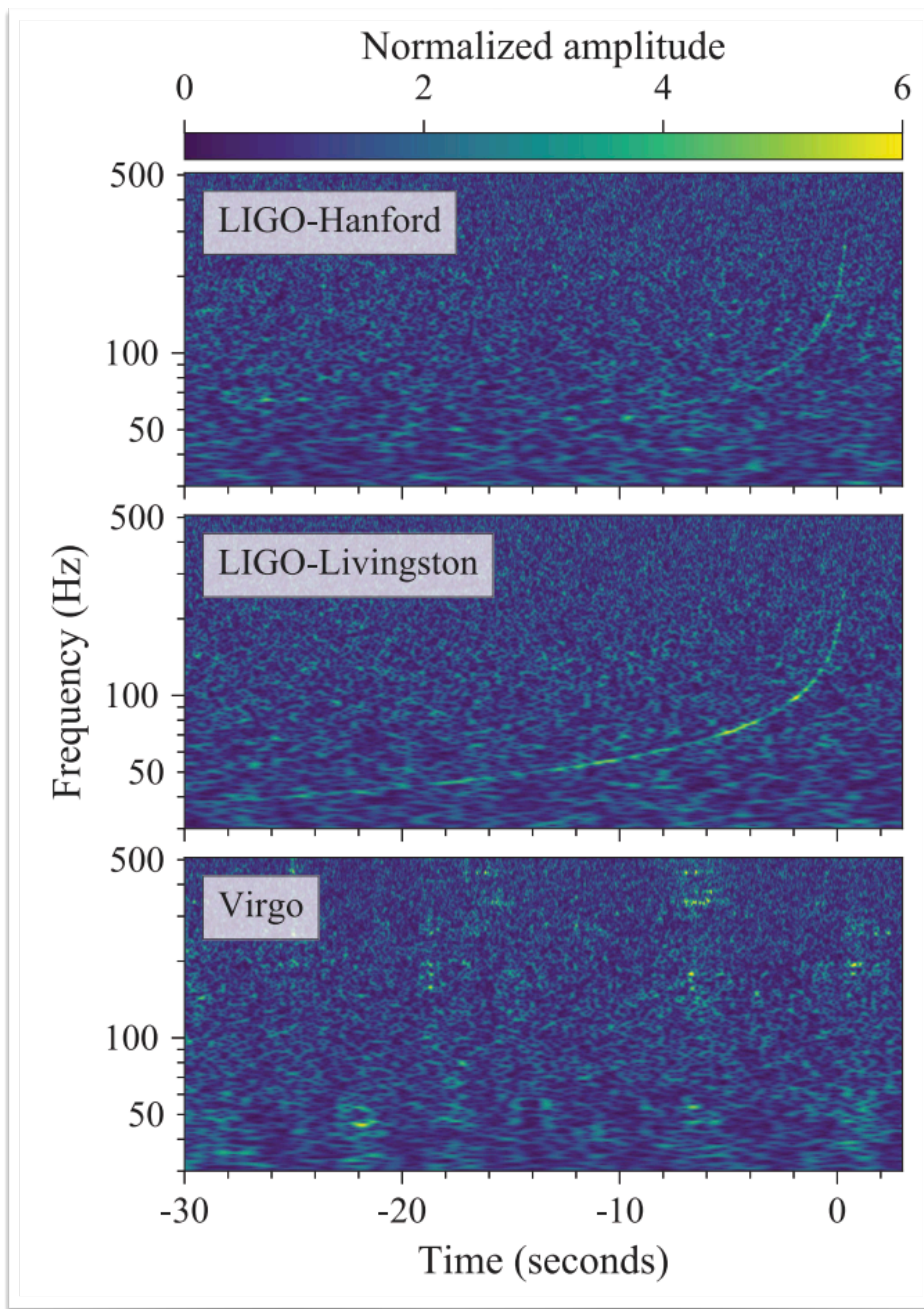 Normalized amplitude
0 2 4 6
500
LIGO-Hanford
100
50
500
LIGO-Livingston
Frequency (Hz)
100
50
500
Virgo
100
50
-30 -20 -10 0
Time (seconds)